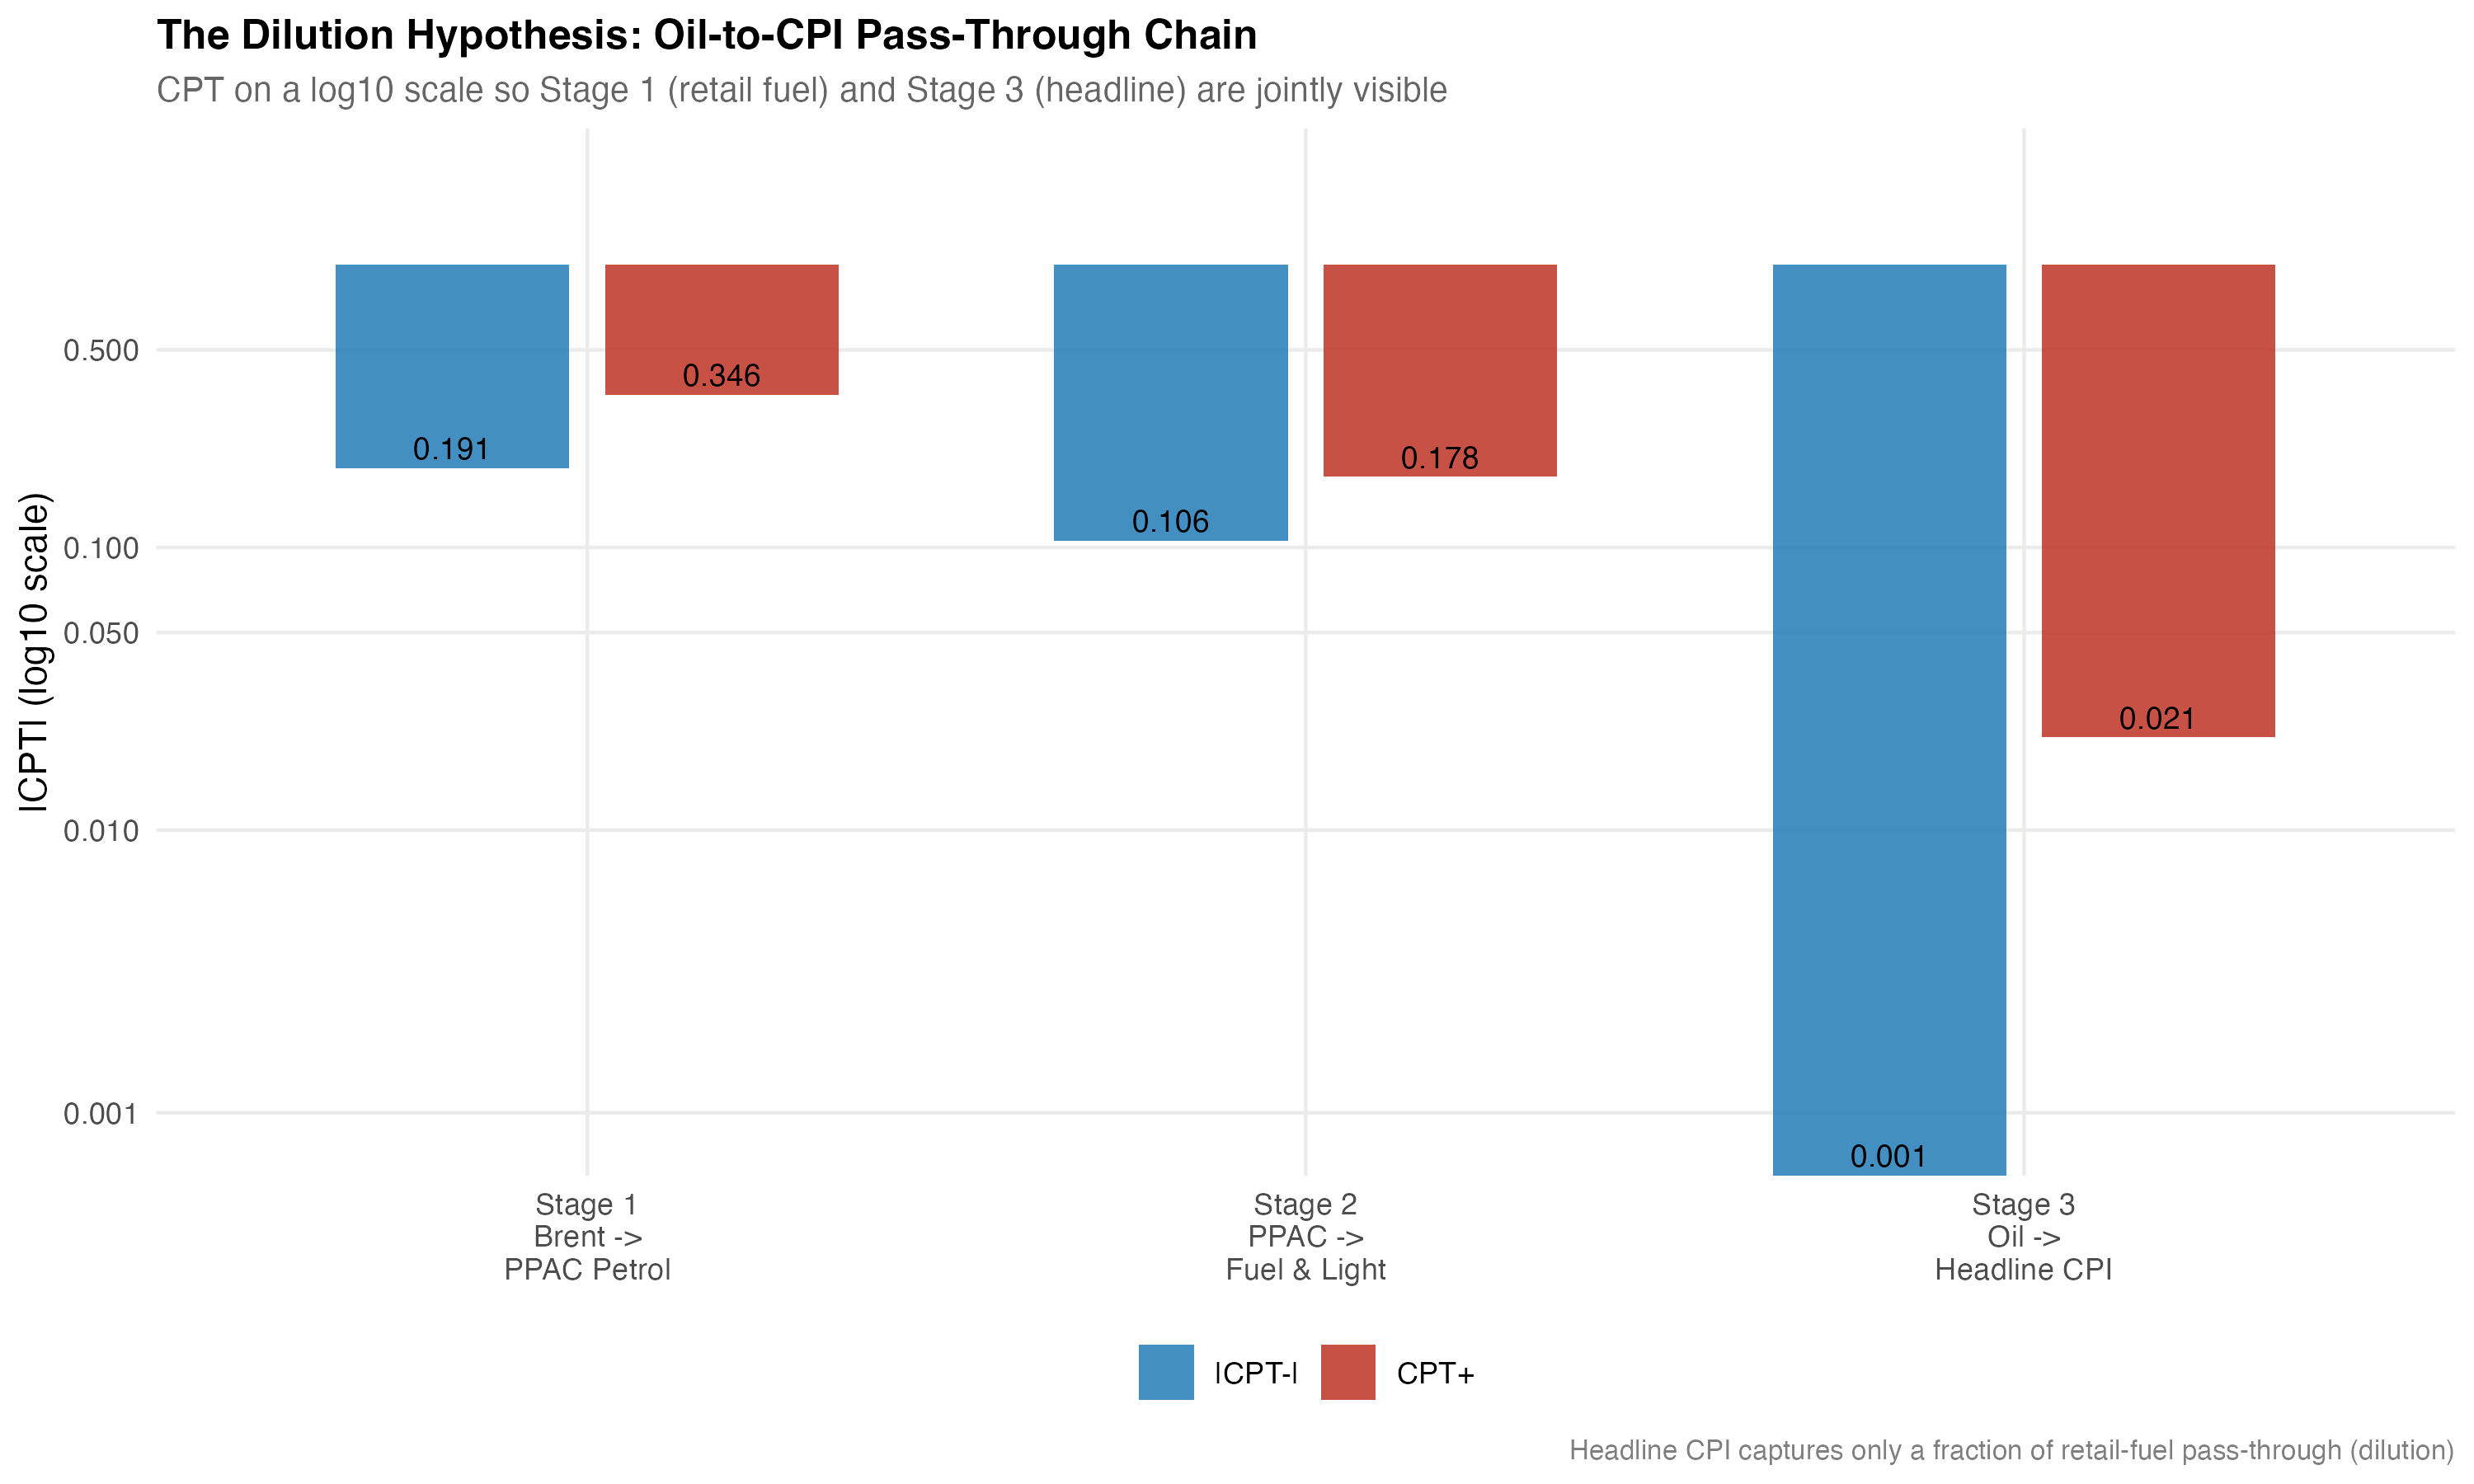 The Dilution Hypothesis: Oil-to-CPI Pass-Through Chain
CPT on a log10 scale so Stage 1 (retail fuel) and Stage 3 (headline) are jointly visible
|CPT| (log10 scale)
0.500
0.100
0.050
0.010
0.001
0.191
0.346
0.106
0.178
0.001
0.021
Stage 1
Brent ->
PPAC Petrol
Stage 2
PPAC ->
Fuel & Light
Stage 3
Oil ->
Headline CPI
|CPT-|
CPT+
Headline CPI captures only a fraction of retail-fuel pass-through (dilution)